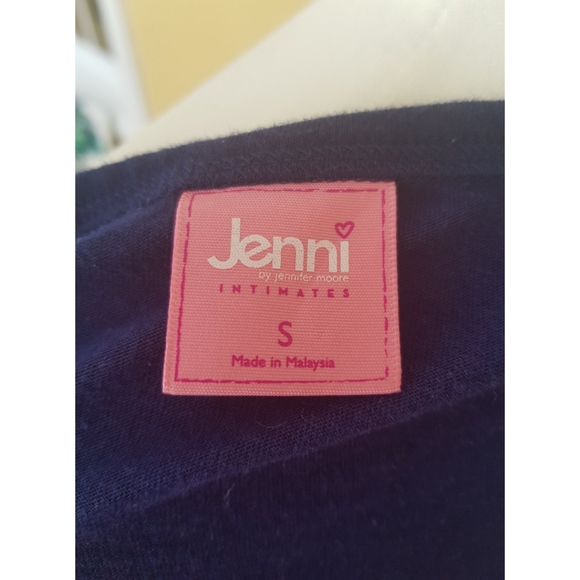 Jenni
by jennifer moore
INTIMATES
S
Made in Malaysia